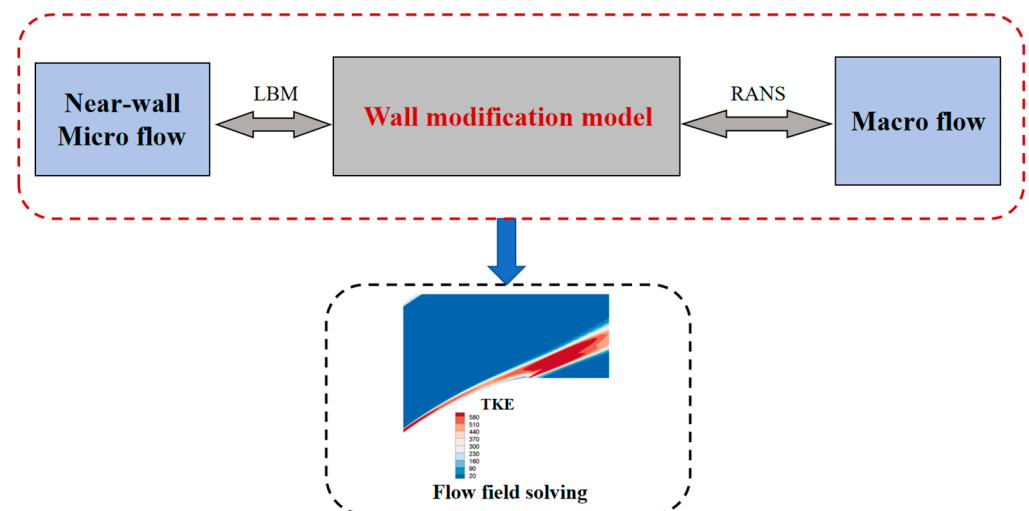 Near-wall
Micro flow
LBM
Wall modification model
RANS
Macro flow
TKE
580
510
440
370
300
230
160
90
20
Flow field solving